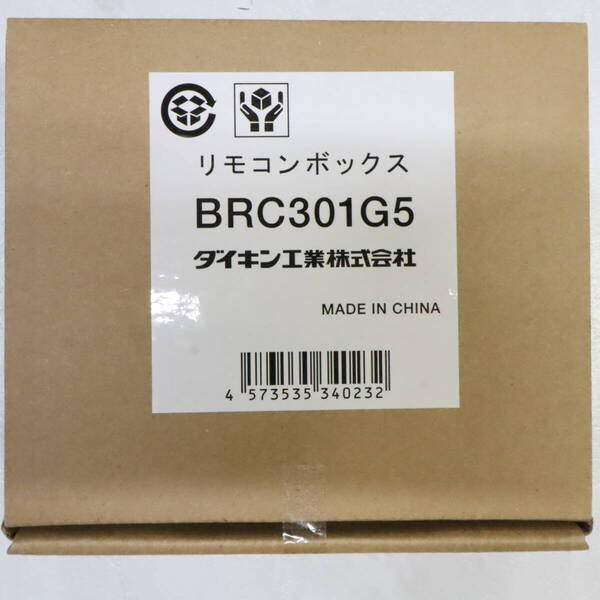 リモコンボックス
BRC301G5
ダイキン工業株式会社
MADE IN CHINA
4 573535 340232